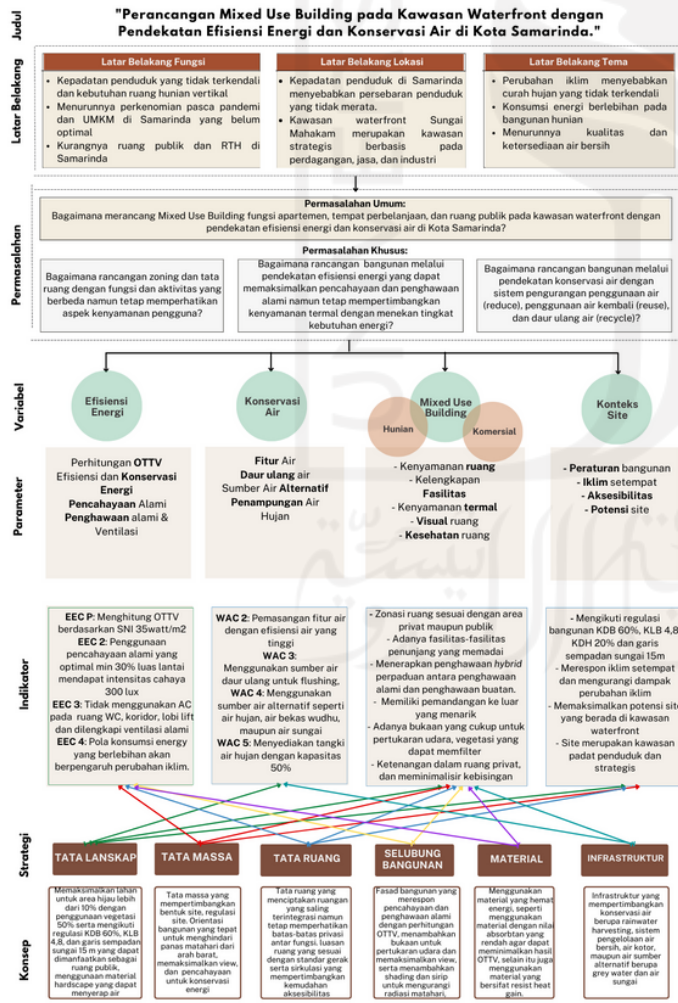 Judul
"Perancangan Mixed Use Building pada Kawasan Waterfront dengan
Pendekatan Efisiensi Energi dan Konservasi Air di Kota Samarinda."
Latar Belakang
Latar Belakang Fungsi
• Kepadatan penduduk yang tidak terkendali
dan kebutuhan ruang hunian vertikal
• Menurunnya perkenomian pasca pandemi
dan UMKM di Samarinda yang belum
optimal
• Kurangnya ruang publik dan RTH di
Samarinda
Latar Belakang Lokasi
• Kepadatan penduduk di Samarinda
menyebabkan persebaran penduduk
yang tidak merata.
• Kawasan waterfront Sungai
Mahakam merupakan kawasan
strategis berbasis pada
perdagangan, jasa, dan industri
Latar Belakang Tema
• Perubahan iklim menyebabkan
curah hujan yang tidak terkendali
• Konsumsi energi berlebihan pada
bangunan hunian
• Menurunnya kualitas dan
ketersediaan air bersih
Permasalahan
Permasalahan Umum:
Bagaimana merancang Mixed Use Building fungsi apartemen, tempat perbelanjaan, dan ruang publik pada kawasan waterfront dengan
pendekatan efisiensi energi dan konservasi air di Kota Samarinda?
Permasalahan Khusus:
Bagaimana rancangan zoning dan tata
ruang dengan fungsi dan aktivitas yang
berbeda namun tetap memperhatikan
aspek kenyamanan pengguna?
Bagaimana rancangan bangunan melalui
pendekatan efisiensi energi yang dapat
memaksimalkan pencahayaan dan penghawaan
alami namun tetap mempertimbangkan
kenyamanan termal dengan menekan tingkat
kebutuhan energi?
Bagaimana rancangan bangunan melalui
pendekatan konservasi air dengan
sistem pengurangan penggunaan air
(reduce), penggunaan air kembali (reuse),
dan daur ulang air (recycle)?
Variabel
Efisiensi
Energi
Konservasi
Air
Mixed Use
Building
Hunian
Komersial
Konteks
Site
Parameter
Perhitungan OTTV
Efisiensi dan Konservasi
Energi
Pencahayaan Alami
Penghawaan alami &
Ventilasi
Fitur Air
Daur ulang air
Sumber Air Alternatif
Penampungan Air
Hujan
- Kenyamanan ruang
- Kelengkapan
Fasilitas
- Kenyamanan termal
- Visual ruang
- Kesehatan ruang
- Peraturan bangunan
- Iklim setempat
- Aksesibilitas
- Potensi site
Indikator
EEC P: Menghitung OTTV
berdasarkan SNI 35watt/m2
EEC 2: Penggunaan
pencahayaan alami yang
optimal min 30% luas lantai
mendapat intensitas cahaya
300 lux
EEC 3: Tidak menggunakan AC
pada ruang WC, koridor, lobi lift
dan dilengkapi ventilasi alami
EEC 4: Pola konsumsi energy
yang berlebihan akan
berpengaruh perubahan iklim.
WAC 2: Pemasangan fitur air
dengan efisiensi air yang
tinggi
WAC 3:
Menggunakan sumber air
daur ulang untuk flushing,
WAC 4: Menggunakan
sumber air alternatif seperti
air hujan, air bekas wudhu,
maupun air sungai
WAC 5: Menyediakan tangki
air hujan dengan kapasitas
50%
- Zonasi ruang sesuai dengan area
privat maupun publik
- Adanya fasilitas-fasilitas
penunjang yang memadai
- Menerapkan penghawaan hybrid
perpaduan antara penghawaan
alami dan penghawaan buatan.
- Memiliki pemandangan ke luar
yang menarik
- Adanya bukaan yang cukup untuk
pertukaran udara, vegetasi yang
dapat memfilter
- Ketenangan dalam ruang privat,
dan meminimalisir kebisingan
- Mengikuti regulasi
bangunan KDB 60%, KLB 4,8,
KDH 20% dan garis
sempadan sungai 15m
- Merespon iklim setempat
dan mengurangi dampak
perubahan iklim
- Memaksimalkan potensi site
yang berada di kawasan
waterfront
- Site merupakan kawasan
padat penduduk dan
strategis
Strategi
TATA LANSKAP
TATA MASSA
TATA RUANG
SELUBUNG
BANGUNAN
MATERIAL
INFRASTRUKTUR
Konsep
Memaksimalkan lahan
untuk area hijau lebih
dari 10% dengan
penggunaan vegetasi
50% serta mengikuti
regulasi KDB 60%, KLB
4,8, dan garis sempadan
sungai 15 m yang dapat
dimanfaatkan sebagai
ruang publik,
menggunakan material
hardscape yang dapat
menyerap air
Tata massa yang
mempertimbangkan
bentuk site, regulasi
site. Orientasi
bangunan yang tepat
untuk menghindari
panas matahari dari
arah barat,
memaksimalkan view,
dan pencahayaan
untuk konservasi
energi
Tata ruang yang
menciptakan ruangan
yang saling
terintegrasi namun
tetap memperhatikan
batas-batas privasi
antar fungsi. luasan
ruang yang sesuai
dengan standar gerak
serta sirkulasi yang
mempertimbangkan
kemudahan
aksesibilitas
Fasad bangunan yang
merespon
pencahayaan dan
penghawaan alami
dengan perhitungan
OTTV, menambahkan
bukaan untuk
pertukaran udara dan
memaksimalkan view,
serta menambahkan
shading dan sirip
untuk mengurangi
radiasi matahari,
Menggunakan
material yang hemat
energi, seperti
menggunakan
material dengan nilai
absorbtan yang
rendah agar dapat
meminimalkan hasil
OTTV, selain itu juga
menggunakan
material yang
bersifat resist heat
gain.
Infrastruktur yang
mempertimbangkan
konservasi air
berupa rainwater
harvesting, sistem
pengelolaan air
bersih, air kotor,
maupun air sumber
alternatif berupa
grey water dan air
sungai